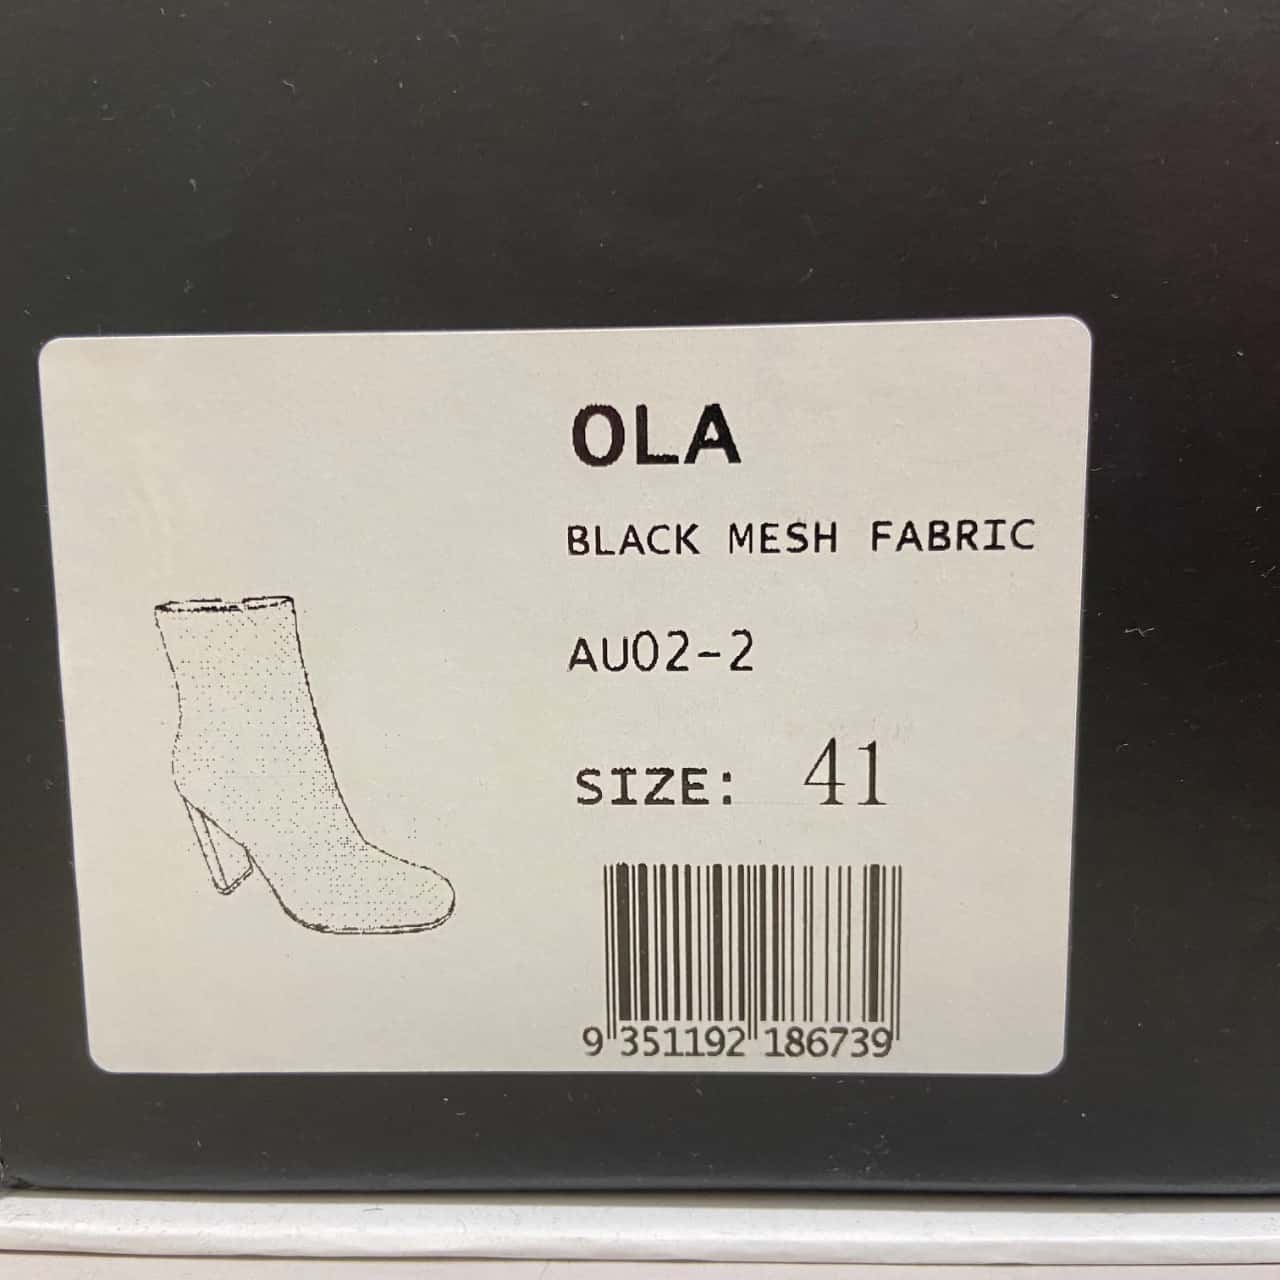 OLA
BLACK MESH FABRIC
AU02-2
SIZE: 41
9 351192 186739